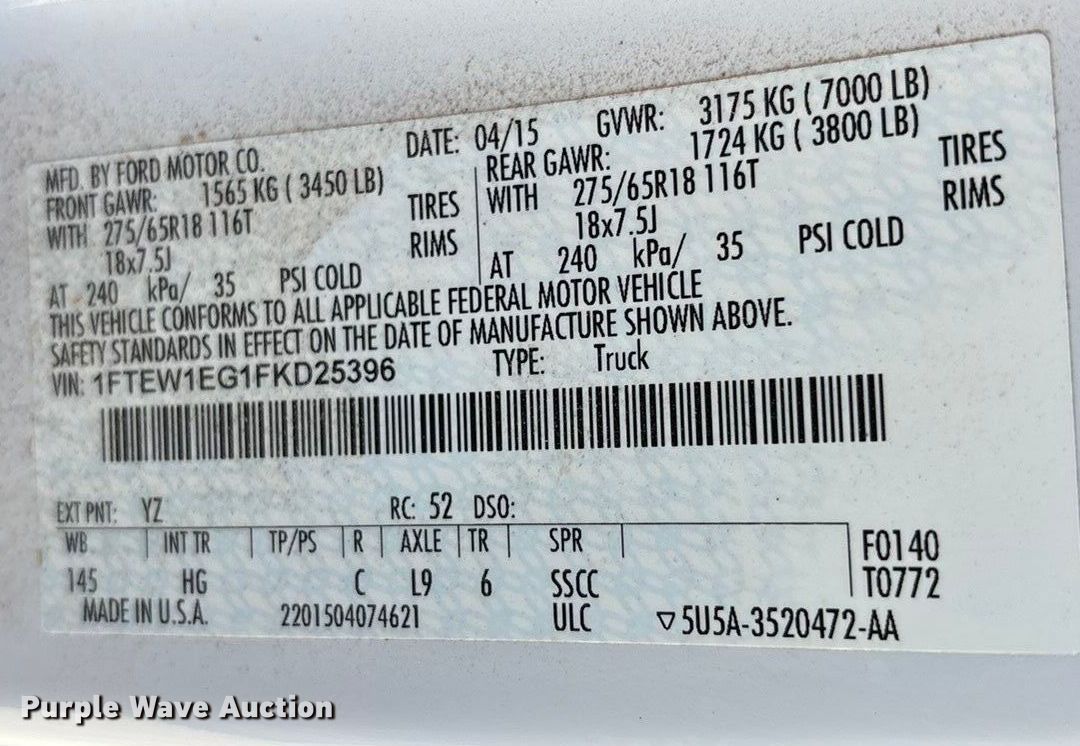 MFD. BY FORD MOTOR CO. DATE: 04/15 GVWR: 3175 KG ( 7000 LB)
FRONT GAWR: 1565 KG ( 3450 LB) REAR GAWR: 1724 KG ( 3800 LB)
WITH 275/65R18 116T TIRES WITH 275/65R18 116T TIRES
18x7.5J RIMS 18x7.5J RIMS
AT 240 kPa/ 35 PSI COLD AT 240 kPa/ 35 PSI COLD
THIS VEHICLE CONFORMS TO ALL APPLICABLE FEDERAL MOTOR VEHICLE
SAFETY STANDARDS IN EFFECT ON THE DATE OF MANUFACTURE SHOWN ABOVE.
VIN: 1FTEW1EG1FKD25396 TYPE: Truck
EXT PNT: YZ RC: 52 DSO:
WB INT TR TP/PS R AXLE TR SPR F0140
145 HG C L9 6 SSCC T0772
MADE IN U.S.A. 2201504074621 ULC ▽5U5A-3520472-AA
Purple Wave Auction